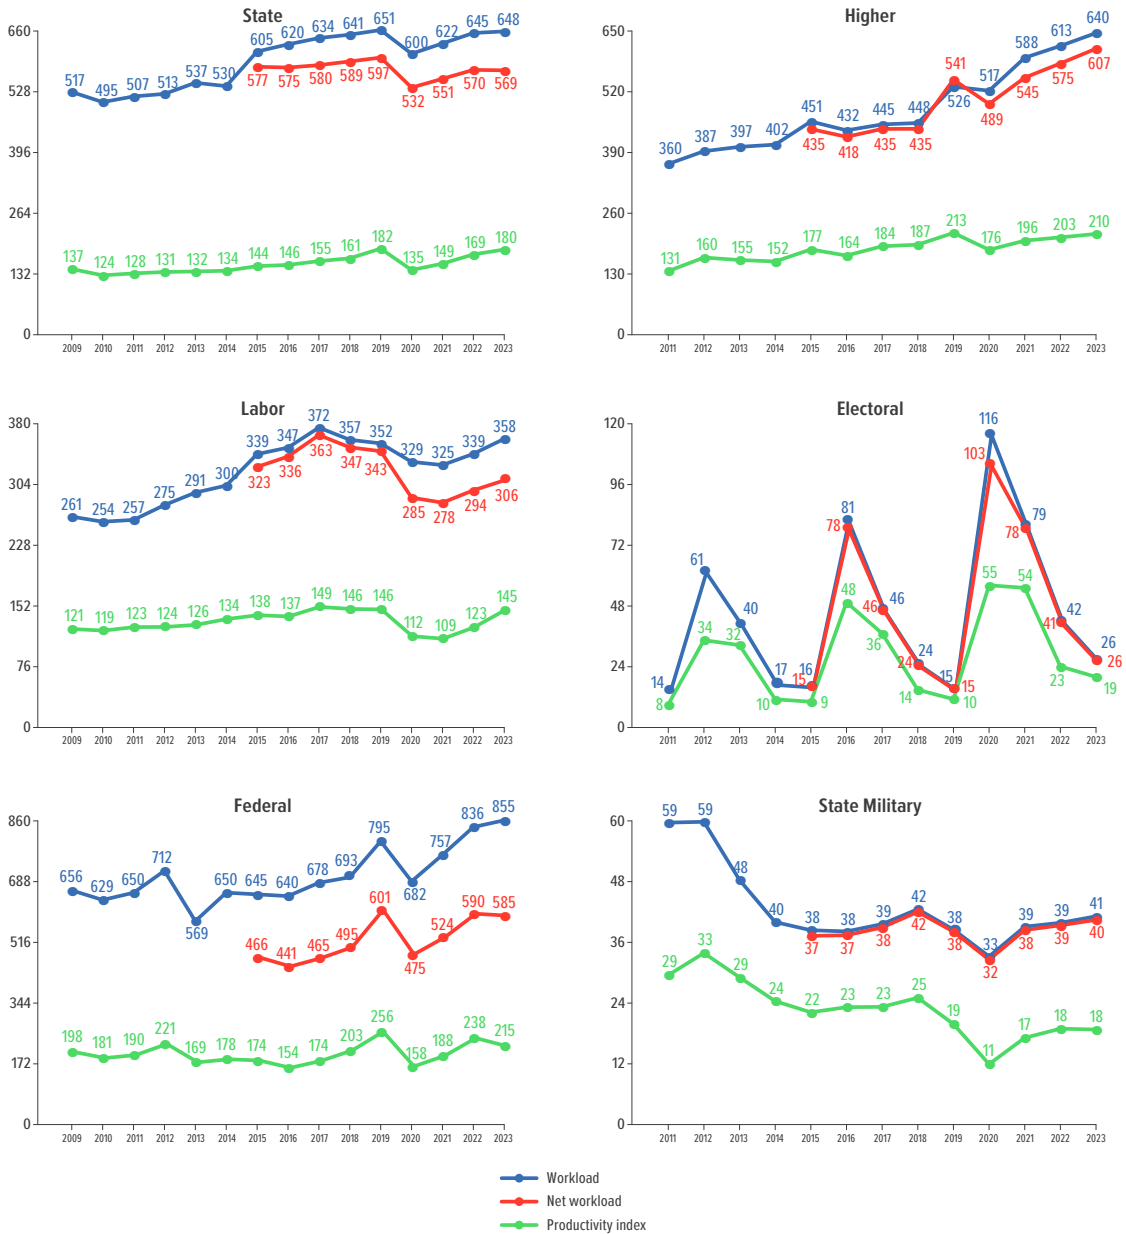 State
660
528
396
264
132
0
517 495 507 513 537 530 605 620 634 641 651 600 622 645 648
577 575 580 589 597 532 551 570 569
137 124 128 131 132 134 144 146 155 161 182 135 149 169 180
2009 2010 2011 2012 2013 2014 2015 2016 2017 2018 2019 2020 2021 2022 2023
Higher
650
520
390
260
130
0
360 387 397 402 451 432 445 448 526 517 588 613 640
435 418 435 435 541 489 545 575 607
131 160 155 152 177 164 184 187 213 176 196 203 210
2011 2012 2013 2014 2015 2016 2017 2018 2019 2020 2021 2022 2023
Labor
380
304
228
152
76
0
261 254 257 275 291 300 339 347 372 357 352 329 325 339 358
323 336 363 347 343 285 278 294 306
121 119 123 124 126 134 138 137 149 146 146 112 109 123 145
2009 2010 2011 2012 2013 2014 2015 2016 2017 2018 2019 2020 2021 2022 2023
Electoral
120
96
72
48
24
0
14 61 40 17 16 81 46 24 15 116 79 42 26
15 78 46 24 15 103 78 41 26
8 34 32 10 9 48 36 14 10 55 54 23 19
2011 2012 2013 2014 2015 2016 2017 2018 2019 2020 2021 2022 2023
Federal
860
688
516
344
172
0
656 629 650 712 569 650 645 640 678 693 795 682 757 836 855
466 441 465 495 601 475 524 590 585
198 181 190 221 169 178 174 154 174 203 256 158 188 238 215
2009 2010 2011 2012 2013 2014 2015 2016 2017 2018 2019 2020 2021 2022 2023
State Military
60
48
36
24
12
0
59 59 48 40 38 38 39 42 38 33 39 39 41
37 37 38 42 38 32 38 39 40
29 33 29 24 22 23 23 25 19 11 17 18 18
2011 2012 2013 2014 2015 2016 2017 2018 2019 2020 2021 2022 2023
Workload
Net workload
Productivity index